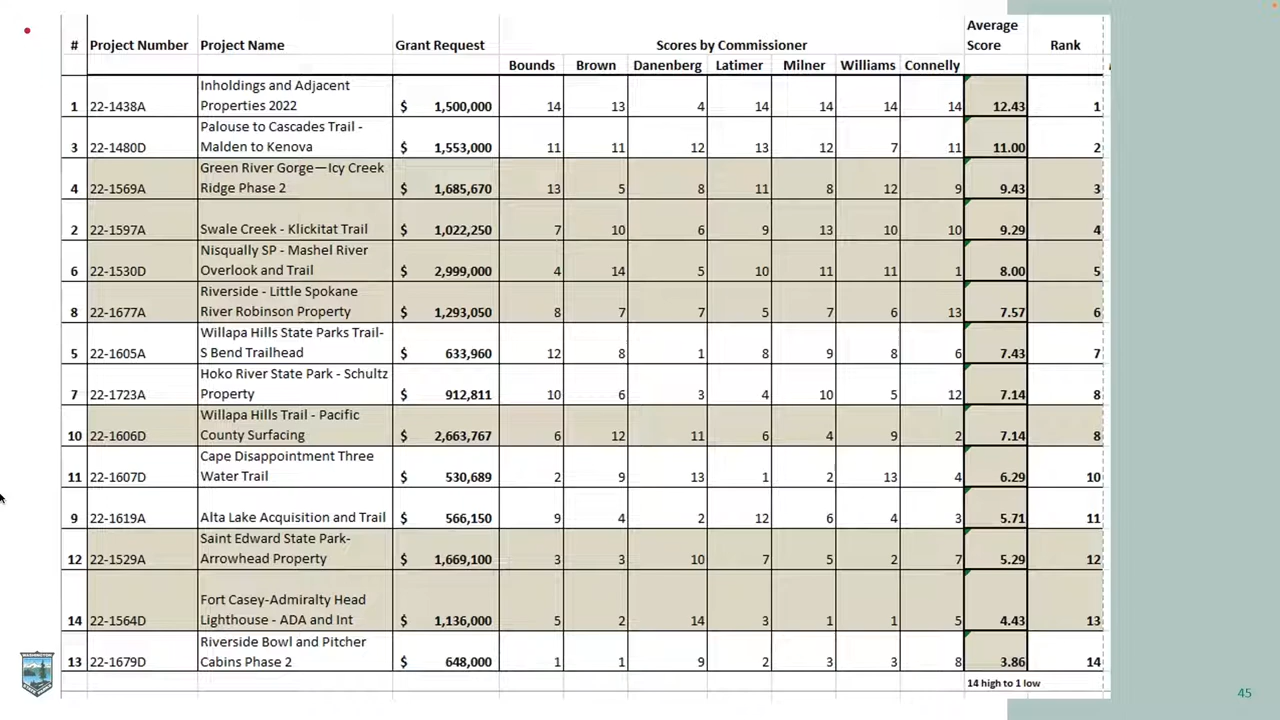 Average
# Project Number Project Name Grant Request Scores by Commissioner Score Rank
Bounds Brown Danenberg Latimer Milner Williams Connelly
Inholdings and Adjacent
1 22-1438A Properties 2022 $ 1,500,000 14 13 4 14 14 14 14 12.43 1
Palouse to Cascades Trail -
3 22-1480D Malden to Kenova $ 1,553,000 11 11 12 13 12 7 11 11.00 2
Green River Gorge—Icy Creek
4 22-1569A Ridge Phase 2 $ 1,685,670 13 5 8 11 8 12 9 9.43 3
2 22-1597A Swale Creek - Klickitat Trail $ 1,022,250 7 10 6 9 13 10 10 9.29 4
Nisqually SP - Mashel River
6 22-1530D Overlook and Trail $ 2,999,000 4 14 5 10 11 11 1 8.00 5
Riverside - Little Spokane
8 22-1677A River Robinson Property $ 1,293,050 8 7 7 5 7 6 13 7.57 6
Willapa Hills State Parks Trail-
5 22-1605A S Bend Trailhead $ 633,960 12 8 1 8 9 8 6 7.43 7
Hoko River State Park - Schultz
7 22-1723A Property $ 912,811 10 6 3 4 10 5 12 7.14 8
Willapa Hills Trail - Pacific
10 22-1606D County Surfacing $ 2,663,767 6 12 11 6 4 9 2 7.14 8
Cape Disappointment Three
11 22-1607D Water Trail $ 530,689 2 9 13 1 2 13 4 6.29 10
9 22-1619A Alta Lake Acquisition and Trail $ 566,150 9 4 2 12 6 4 3 5.71 11
Saint Edward State Park-
12 22-1529A Arrowhead Property $ 1,669,100 3 3 10 7 5 2 7 5.29 12
Fort Casey-Admiralty Head
14 22-1564D Lighthouse - ADA and Int $ 1,136,000 5 2 14 3 1 1 5 4.43 13
Riverside Bowl and Pitcher
13 22-1679D Cabins Phase 2 $ 648,000 1 1 9 2 3 3 8 3.86 14
14 high to 1 low
45